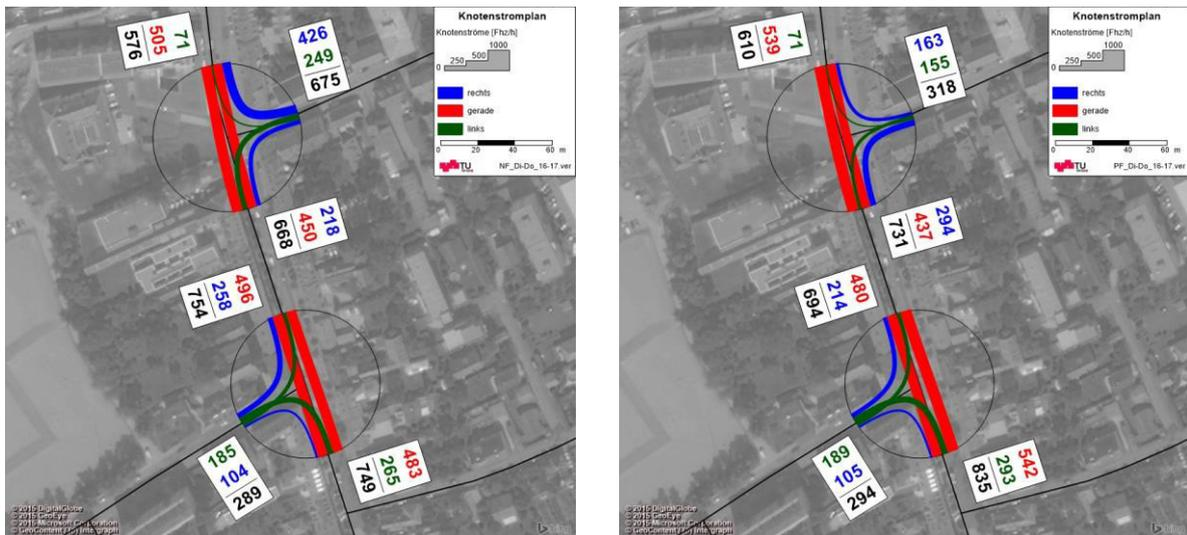 576
505
71
426
249
675
Knotenstromplan
Knotenströme [Fhz/h]
250
500
1000
rechts
gerade
links
0 20 40 60 m
TU
NF_Di-Do_16-17.ver
668
450
218
754
258
496
185
104
289
749
265
483
© 2015 DigitalGlobe
© 2015 GeoEye
© 2015 Microsoft Corporation
610
539
71
163
155
318
Knotenstromplan
Knotenströme [Fhz/h]
250
500
1000
rechts
gerade
links
0 20 40 60 m
TU
PF_Di-Do_16-17.ver
731
437
294
694
214
480
189
105
294
835
293
542
© 2015 DigitalGlobe
© 2015 GeoEye
© 2015 Microsoft Corporation